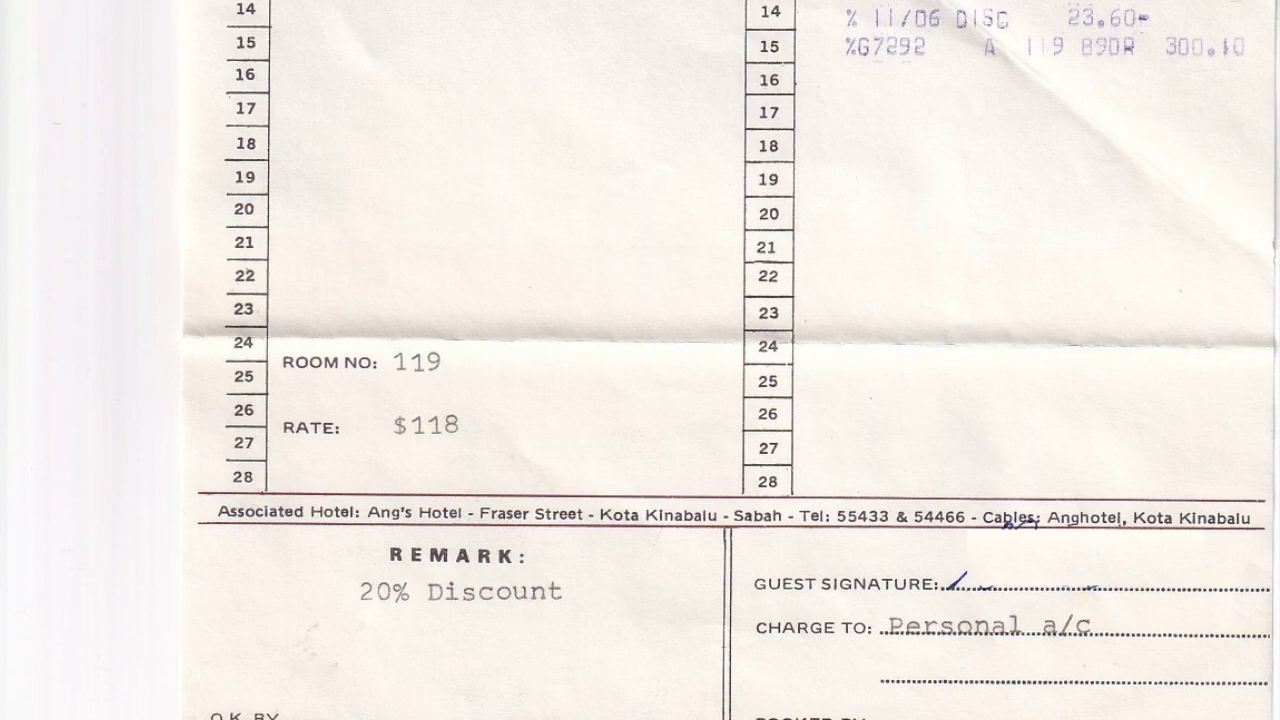 14 14 % 11/06 DISC 23.60-
15 15 %G7292 A 119 890R 300.10
16 16
17 17
18 18
19 19
20 20
21 21
22 22
23 23
24 24
ROOM NO: 119
25 25
26 26
RATE: $118
27 27
28 28
Associated Hotel: Ang's Hotel - Fraser Street - Kota Kinabalu - Sabah - Tel: 55433 & 54466 - Cables: Anghotel, Kota Kinabalu
REMARK:
20% Discount
GUEST SIGNATURE:
CHARGE TO: Personal a/c
O.K. BY